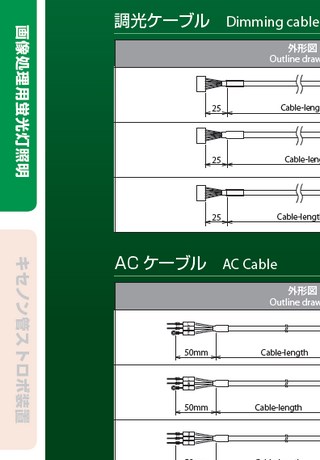 画像処理用蛍光灯照明
キセノン管ストロボ装置
調光ケーブル Dimming cable
外形図
Outline draw
25
Cable-leng
25
Cable-len
25
Cable-lengt
AC ケーブル AC Cable
外形図
Outline draw
50mm
Cable-length
50mm
Cable-length